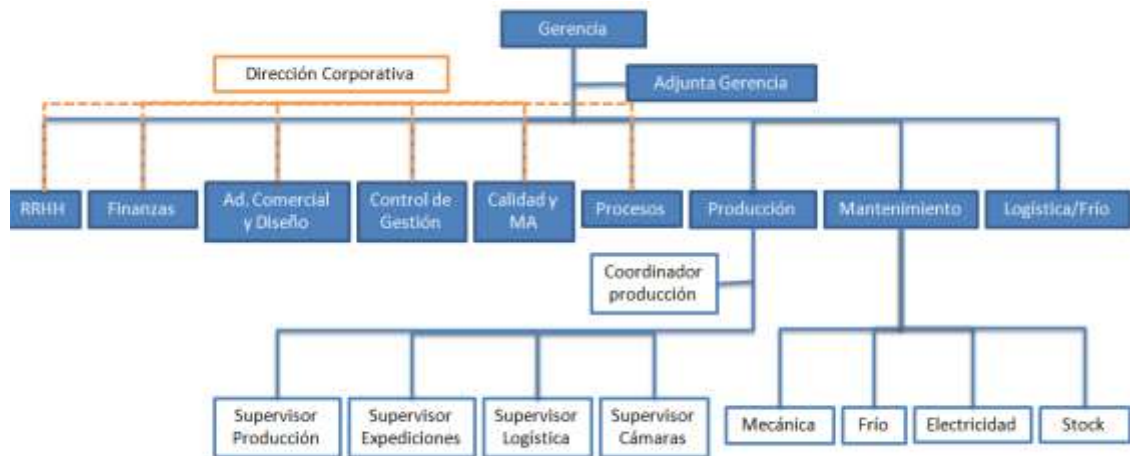 Gerencia
Dirección Corporativa
Adjunta Gerencia
RRHH
Finanzas
Ad. Comercial
y Diseño
Control de
Gestión
Calidad y
MA
Procesos
Producción
Mantenimiento
Logística/Frío
Coordinador
producción
Supervisor
Producción
Supervisor
Expediciones
Supervisor
Logística
Supervisor
Cámaras
Mecánica
Frío
Electricidad
Stock